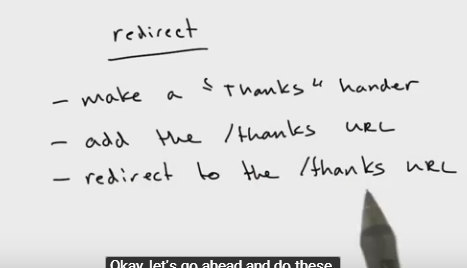 redirect
- make a "Thanks" hander
- add the /thanks URL
- redirect to the /thanks URL
Okay, let's go ahead and do these